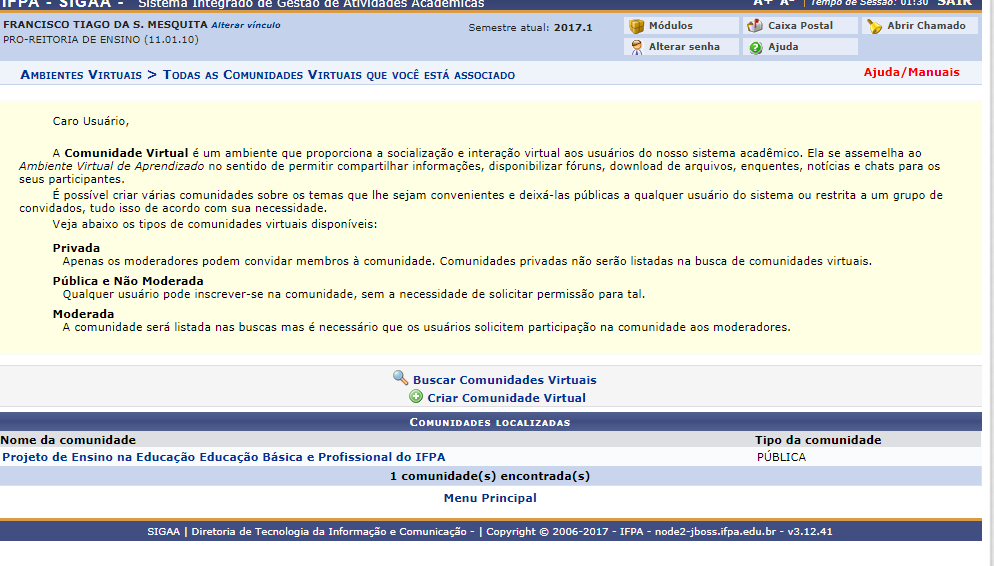 IFPA - SIGAA - Sistema Integrado de Gestão de Atividades Acadêmicas A+ A- Tempo de Sessão: 01:30 SAIR
FRANCISCO TIAGO DA S. MESQUITA Alterar vínculo
PRO-REITORIA DE ENSINO (11.01.10)
Semestre atual: 2017.1
Módulos Caixa Postal Abrir Chamado
Alterar senha Ajuda
Ambientes Virtuais > Todas as Comunidades Virtuais que você está associado
Ajuda/Manuais
Caro Usuário,
A Comunidade Virtual é um ambiente que proporciona a socialização e interação virtual aos usuários do nosso sistema acadêmico. Ela se assemelha ao
Ambiente Virtual de Aprendizado no sentido de permitir compartilhar informações, disponibilizar fóruns, download de arquivos, enquentes, notícias e chats para os
seus participantes.
É possível criar várias comunidades sobre os temas que lhe sejam convenientes e deixá-las públicas a qualquer usuário do sistema ou restrita a um grupo de
convidados, tudo isso de acordo com sua necessidade.
Veja abaixo os tipos de comunidades virtuais disponíveis:
Privada
Apenas os moderadores podem convidar membros à comunidade. Comunidades privadas não serão listadas na busca de comunidades virtuais.
Pública e Não Moderada
Qualquer usuário pode inscrever-se na comunidade, sem a necessidade de solicitar permissão para tal.
Moderada
A comunidade será listada nas buscas mas é necessário que os usuários solicitem participação na comunidade aos moderadores.
Buscar Comunidades Virtuais
Criar Comunidade Virtual
Comunidades localizadas
Nome da comunidade Tipo da comunidade
Projeto de Ensino na Educação Educação Básica e Profissional do IFPA PÚBLICA
1 comunidade(s) encontrada(s)
Menu Principal
SIGAA | Diretoria de Tecnologia da Informação e Comunicação - | Copyright © 2006-2017 - IFPA - node2-jboss.ifpa.edu.br - v3.12.41